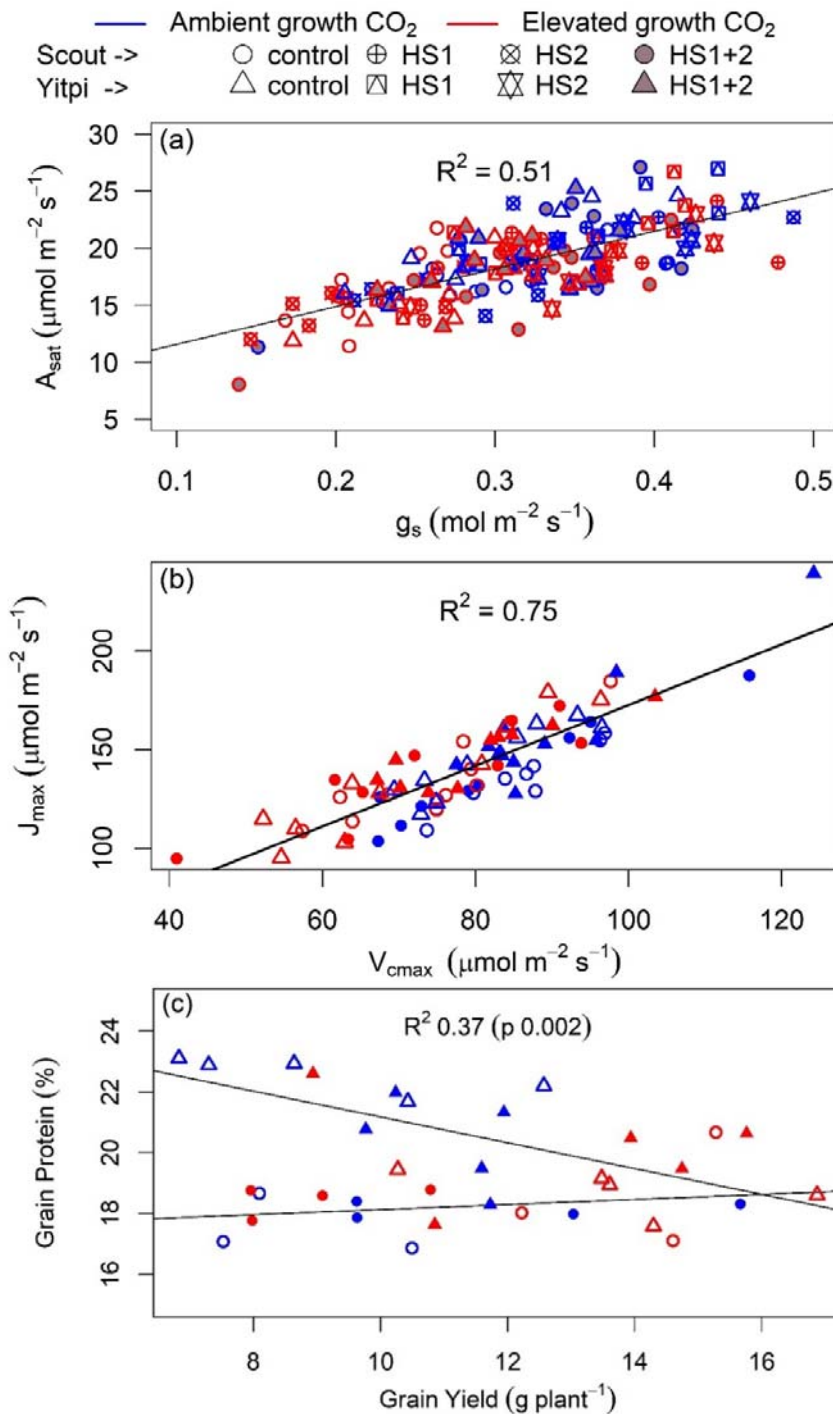 Ambient growth CO₂ Elevated growth CO₂
Scout -> control HS1 HS2 HS1+2
Yitpi -> control HS1 HS2 HS1+2
(a)
R² = 0.51
30
25
20
15
10
5
A_sat (μmol m⁻² s⁻¹)
0.1 0.2 0.3 0.4 0.5
g_s (mol m⁻² s⁻¹)
(b)
R² = 0.75
200
150
100
J_max (μmol m⁻² s⁻¹)
40 60 80 100 120
V_cmax (μmol m⁻² s⁻¹)
(c)
R² 0.37 (p 0.002)
24
22
20
18
16
Grain Protein (%)
8 10 12 14 16
Grain Yield (g plant⁻¹)